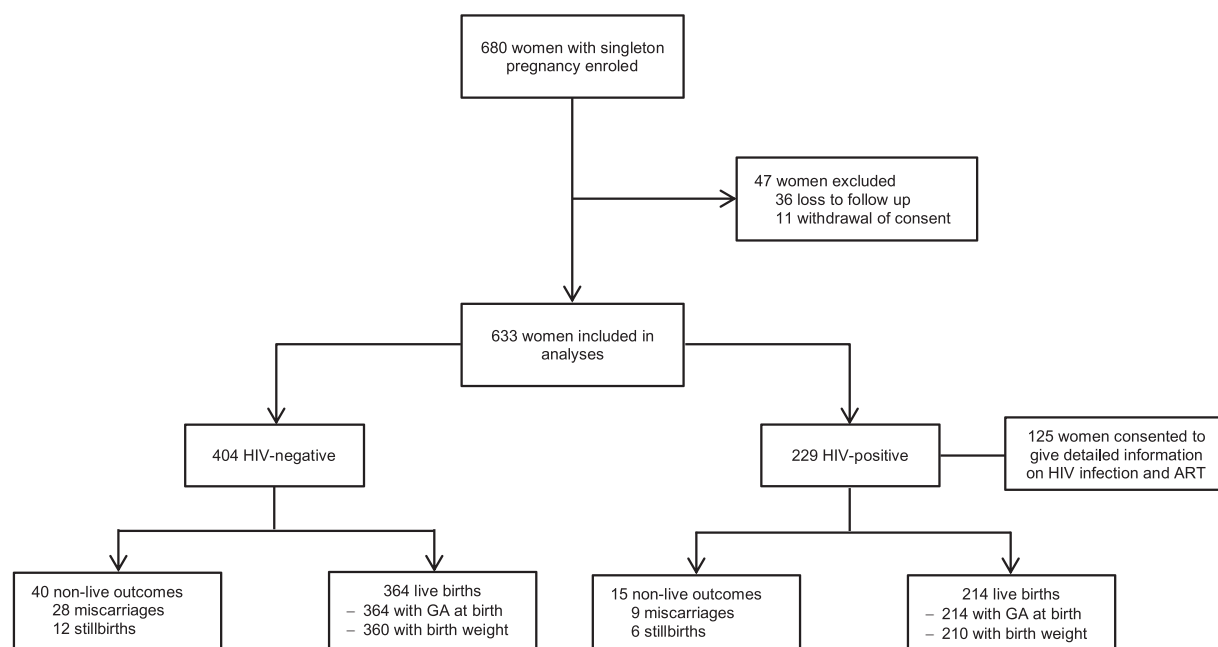 680 women with singleton
pregnancy enroled
47 women excluded
36 loss to follow up
11 withdrawal of consent
633 women included in
analyses
404 HIV-negative
229 HIV-positive
125 women consented to
give detailed information
on HIV infection and ART
40 non-live outcomes
28 miscarriages
12 stillbirths
364 live births
– 364 with GA at birth
– 360 with birth weight
15 non-live outcomes
9 miscarriages
6 stillbirths
214 live births
– 214 with GA at birth
– 210 with birth weight